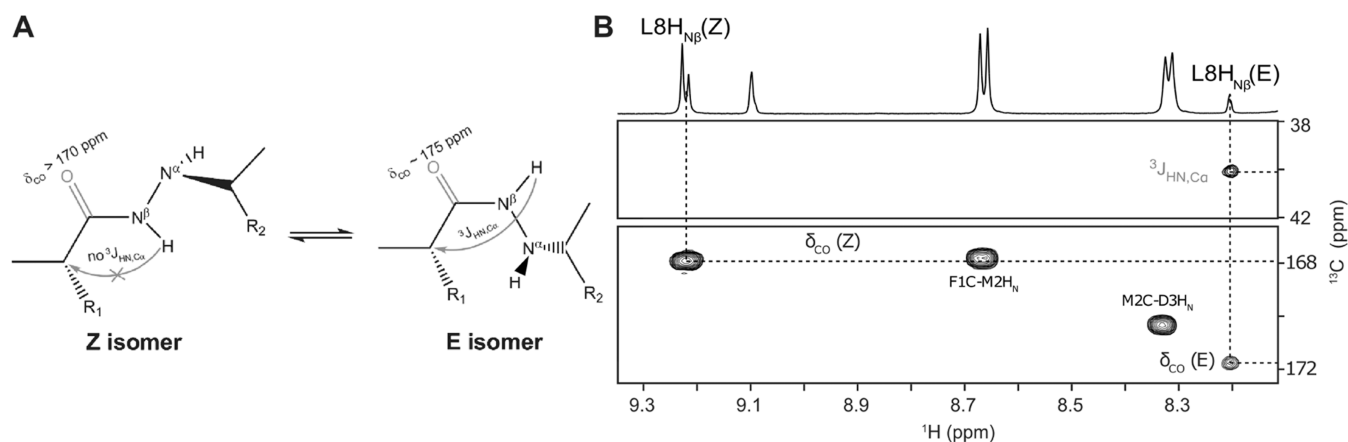 A
δCO > 170 ppm
O
H
Nα
Nβ
H
R2
no ³JHN,Cα
R1
Z isomer
δCO ~ 175 ppm
O
H
Nβ
³JHN,Cα
Nα
H
R1
R2
E isomer
B
L8HNβ(Z)
L8HNβ(E)
38
³JHN,Cα
42
δCO (Z)
168
F1C-M2HN
M2C-D3HN
δCO (E)
172
¹³C (ppm)
9.3 9.1 8.9 8.7 8.5 8.3
¹H (ppm)